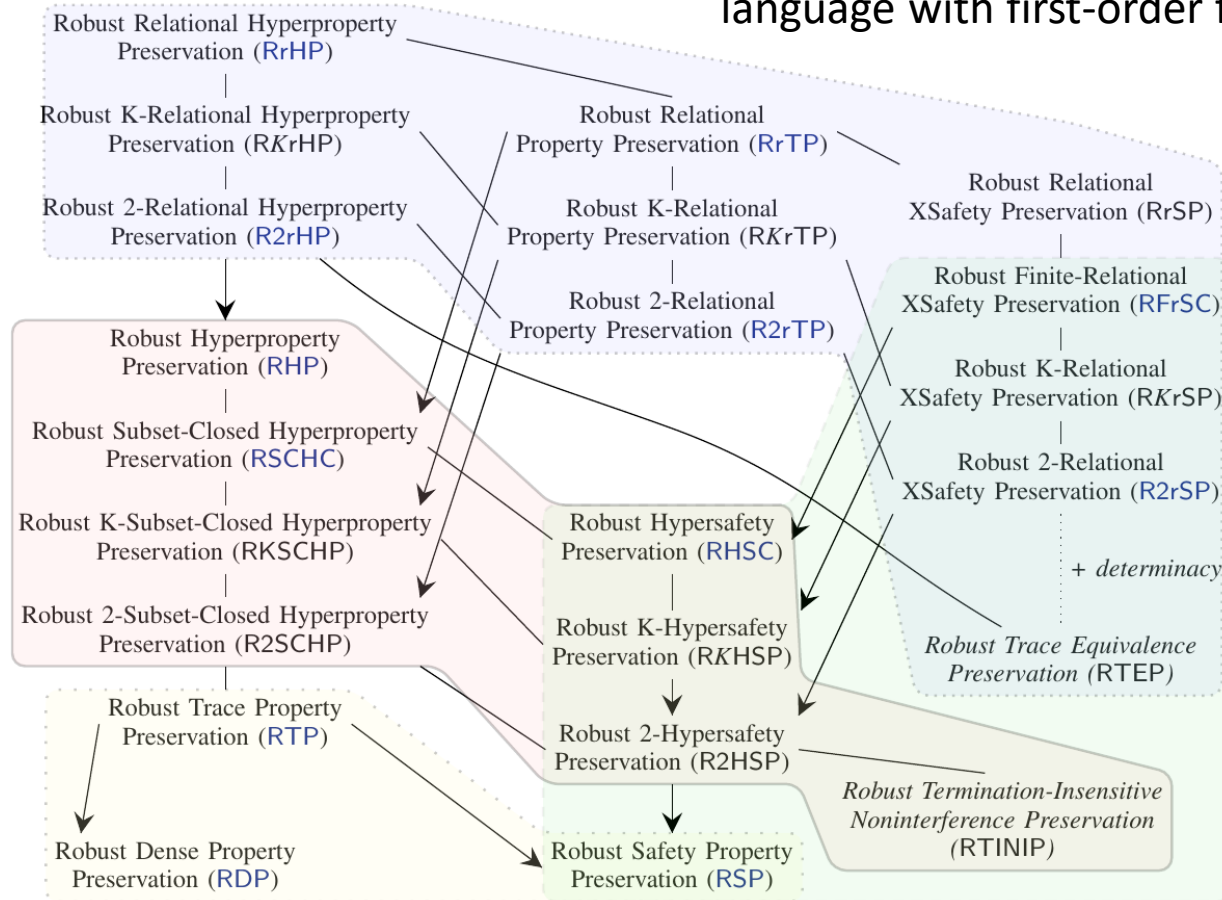 language with first-order f
Robust Relational Hyperproperty
Preservation (RrHP)
Robust K-Relational Hyperproperty
Preservation (RKrHP)
Robust 2-Relational Hyperproperty
Preservation (R2rHP)
Robust Relational
Property Preservation (RrTP)
Robust K-Relational
Property Preservation (RKrTP)
Robust 2-Relational
Property Preservation (R2rTP)
Robust Relational
XSafety Preservation (RrSP)
Robust Finite-Relational
XSafety Preservation (RFrSC)
Robust K-Relational
XSafety Preservation (RKrSP)
Robust 2-Relational
XSafety Preservation (R2rSP)
+ determinacy
Robust Trace Equivalence
Preservation (RTEP)
Robust Hyperproperty
Preservation (RHP)
Robust Subset-Closed Hyperproperty
Preservation (RSCHC)
Robust K-Subset-Closed Hyperproperty
Preservation (RKSCHP)
Robust 2-Subset-Closed Hyperproperty
Preservation (R2SCHP)
Robust Hypersafety
Preservation (RHSC)
Robust K-Hypersafety
Preservation (RKHSP)
Robust 2-Hypersafety
Preservation (R2HSP)
Robust Termination-Insensitive
Noninterference Preservation
(RTINIP)
Robust Trace Property
Preservation (RTP)
Robust Dense Property
Preservation (RDP)
Robust Safety Property
Preservation (RSP)